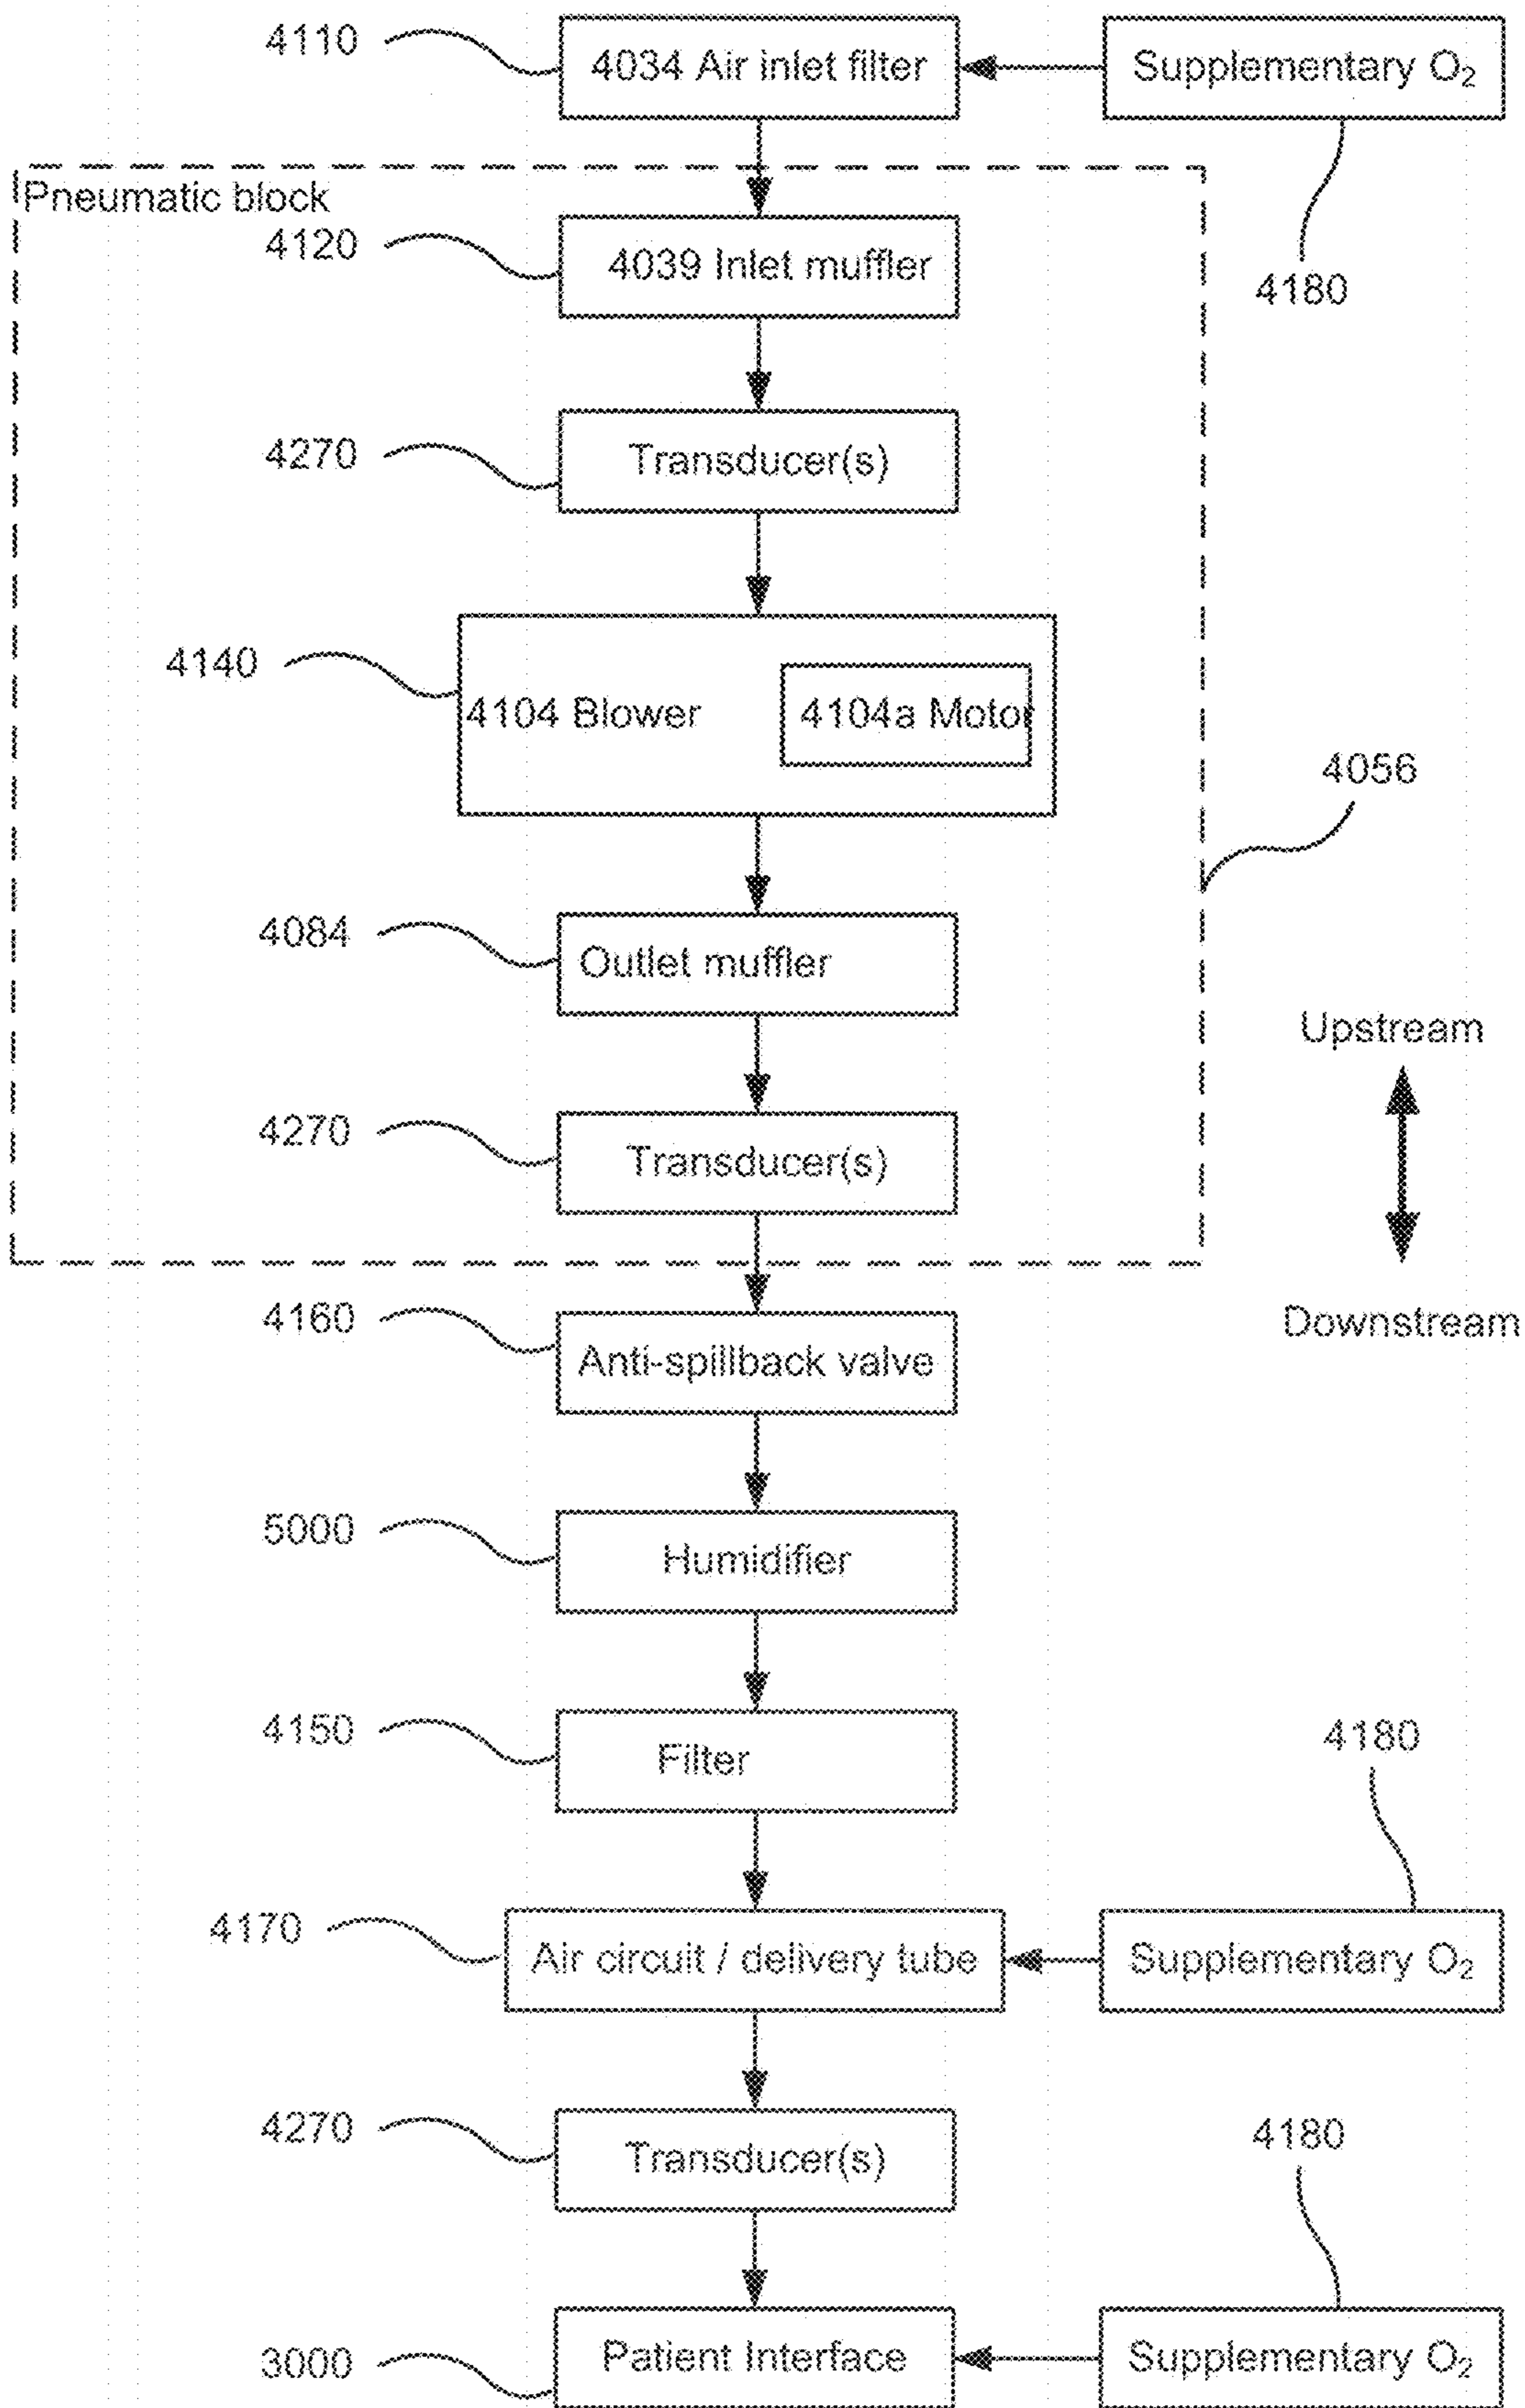 4110
4034 Air inlet filter
Supplementary O₂
Pneumatic block
4120
4039 Inlet muffler
4180
4270
Transducer(s)
4140
4104 Blower
4104a Motor
4056
4084
Outlet muffler
Upstream
4270
Transducer(s)
4160
Anti-spillback valve
Downstream
5000
Humidifier
4150
Filter
4180
4170
Air circuit / delivery tube
Supplementary O₂
4270
Transducer(s)
4180
3000
Patient Interface
Supplementary O₂